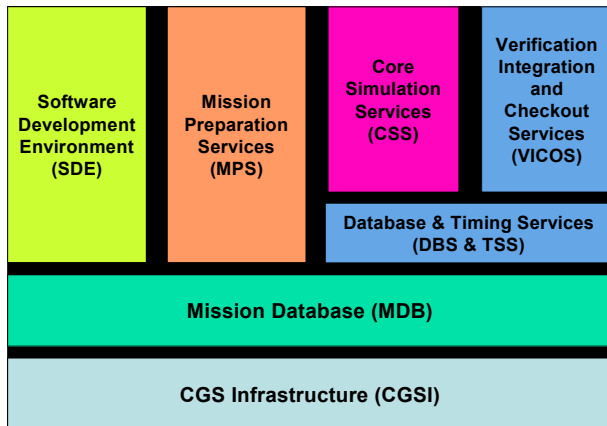 Software
Development
Environment
(SDE)
Mission
Preparation
Services
(MPS)
Core
Simulation
Services
(CSS)
Verification
Integration
and
Checkout
Services
(VICOS)
Database & Timing Services
(DBS & TSS)
Mission Database (MDB)
CGS Infrastructure (CGSI)